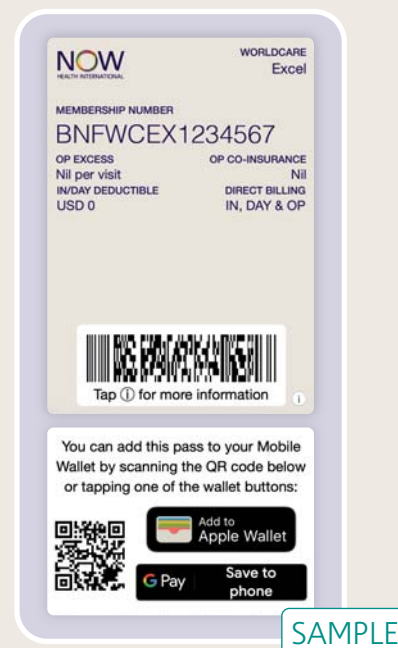 NOW
HEALTH INTERNATIONAL
WORLDCARE
Excel
MEMBERSHIP NUMBER
BNFWCEX1234567
OP EXCESS
Nil per visit
OP CO-INSURANCE
Nil
IN/DAY DEDUCTIBLE
USD 0
DIRECT BILLING
IN, DAY & OP
Tap ⓘ for more information
i
You can add this pass to your Mobile
Wallet by scanning the QR code below
or tapping one of the wallet buttons:
Add to
Apple Wallet
G Pay
Save to
phone
SAMPLE